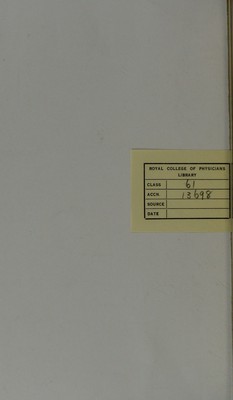 ROYAL COLLEGE OF PHYSICIANS
LIBRARY
CLASS 61
ACCN. 13698
SOURCE
DATE